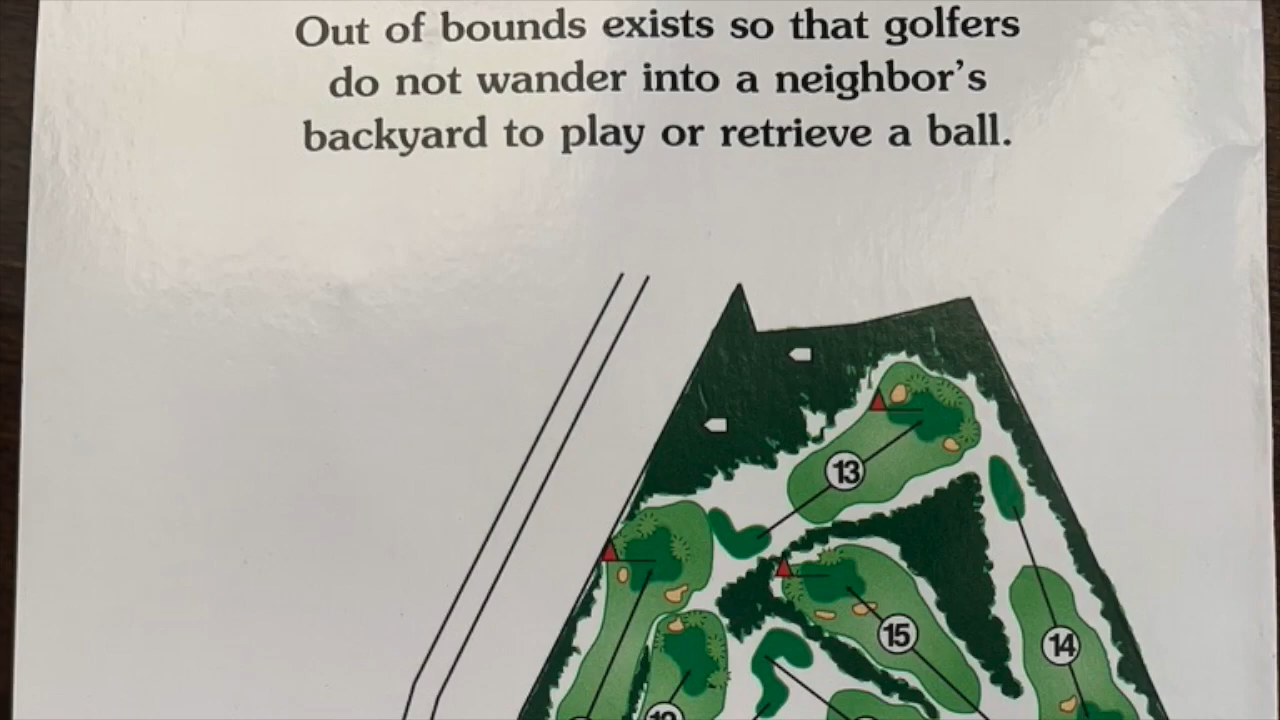 Out of bounds exists so that golfers
do not wander into a neighbor's
backyard to play or retrieve a ball.
13
15
14